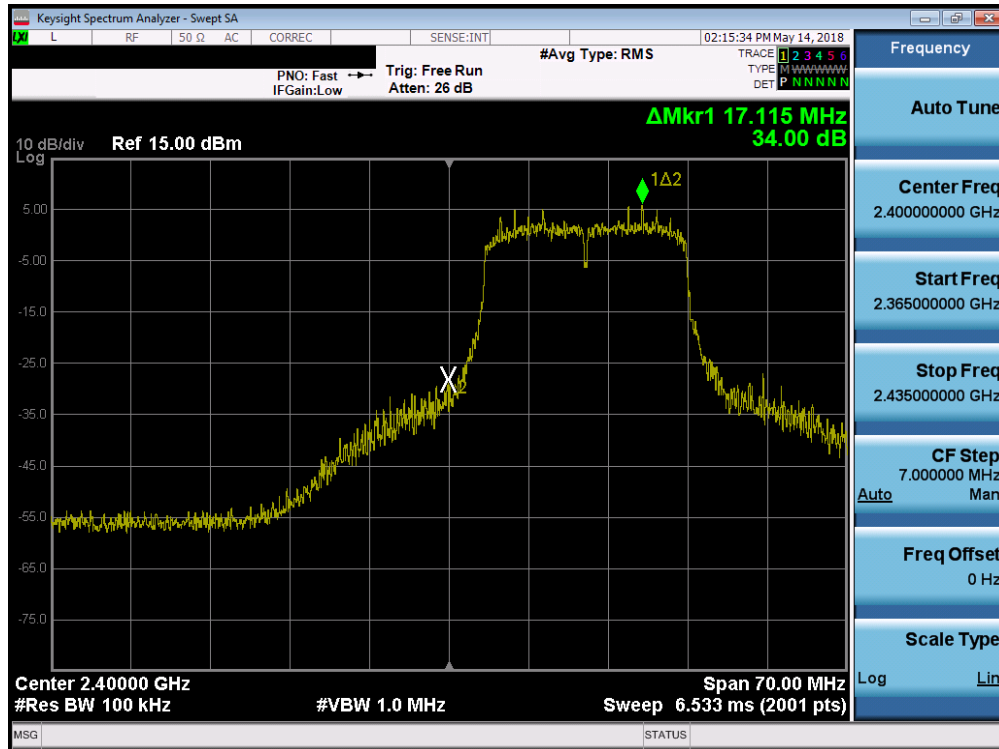 Keysight Spectrum Analyzer - Swept SA
LXI L RF 50 Ω AC CORREC SENSE:INT 02:15:34 PM May 14, 2018
#Avg Type: RMS
TRACE 1 2 3 4 5 6
TYPE M W W W W W
DET P N N N N N
PNO: Fast
IFGain:Low
Trig: Free Run
Atten: 26 dB
ΔMkr1 17.115 MHz
34.00 dB
10 dB/div Ref 15.00 dBm
Log
1Δ2
5.00
-5.00
-15.0
-25.0
X2
-35.0
-45.0
-55.0
-65.0
-75.0
Center 2.40000 GHz Span 70.00 MHz
#Res BW 100 kHz #VBW 1.0 MHz Sweep 6.533 ms (2001 pts)
MSG STATUS
Frequency
Auto Tune
Center Freq
2.400000000 GHz
Start Freq
2.365000000 GHz
Stop Freq
2.435000000 GHz
CF Step
7.000000 MHz
Auto Man
Freq Offset
0 Hz
Scale Type
Log Lin